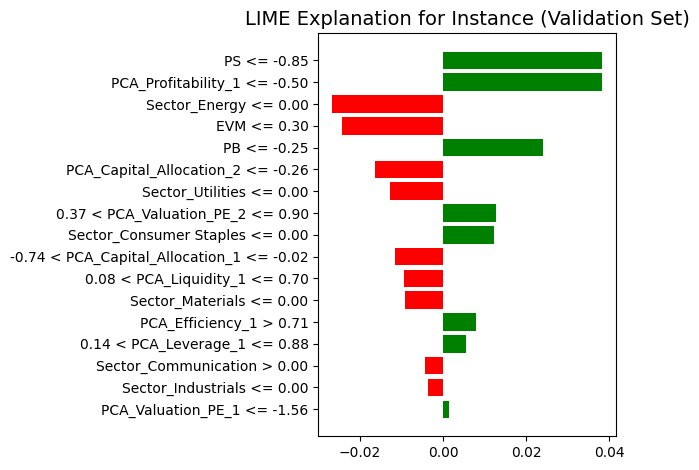 LIME Explanation for Instance (Validation Set)
PS <= -0.85
PCA_Profitability_1 <= -0.50
Sector_Energy <= 0.00
EVM <= 0.30
PB <= -0.25
PCA_Capital_Allocation_2 <= -0.26
Sector_Utilities <= 0.00
0.37 < PCA_Valuation_PE_2 <= 0.90
Sector_Consumer Staples <= 0.00
-0.74 < PCA_Capital_Allocation_1 <= -0.02
0.08 < PCA_Liquidity_1 <= 0.70
Sector_Materials <= 0.00
PCA_Efficiency_1 > 0.71
0.14 < PCA_Leverage_1 <= 0.88
Sector_Communication > 0.00
Sector_Industrials <= 0.00
PCA_Valuation_PE_1 <= -1.56
−0.02 0.00 0.02 0.04